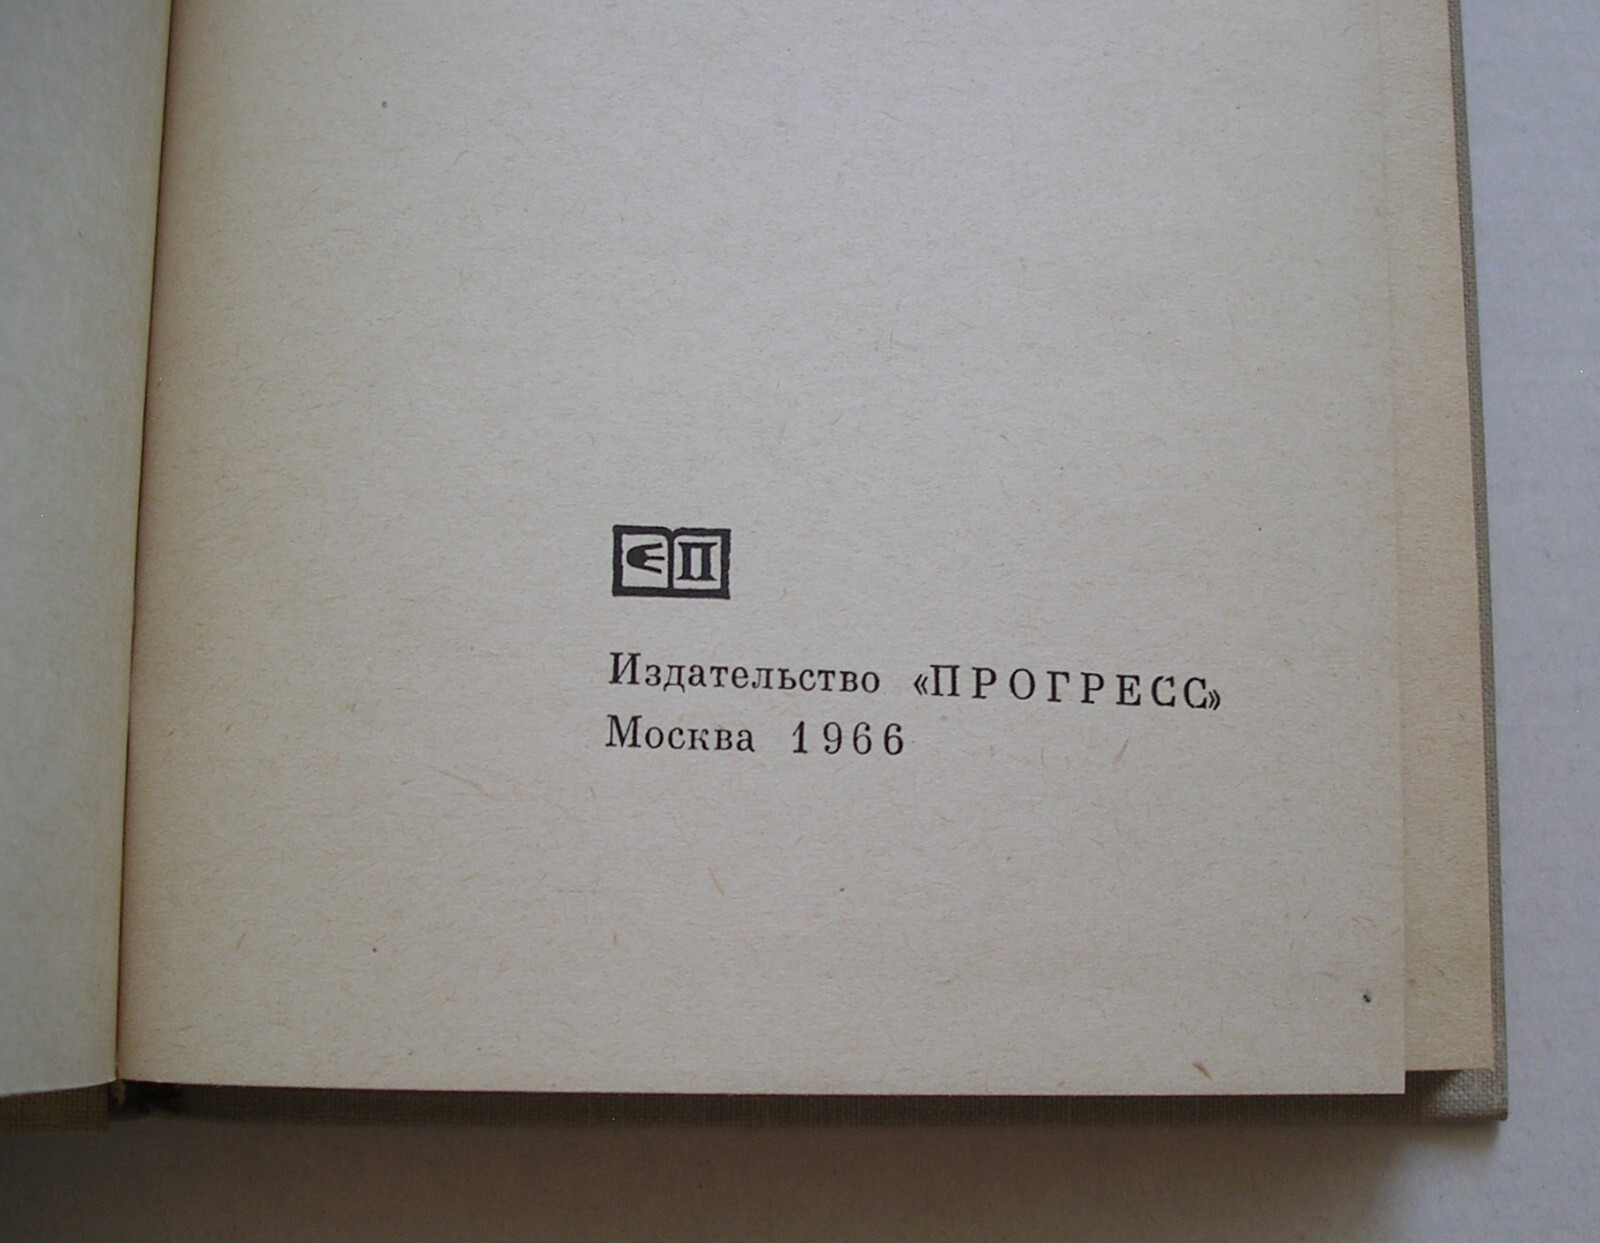 П
Издательство «ПРОГРЕСС»
Москва 1966